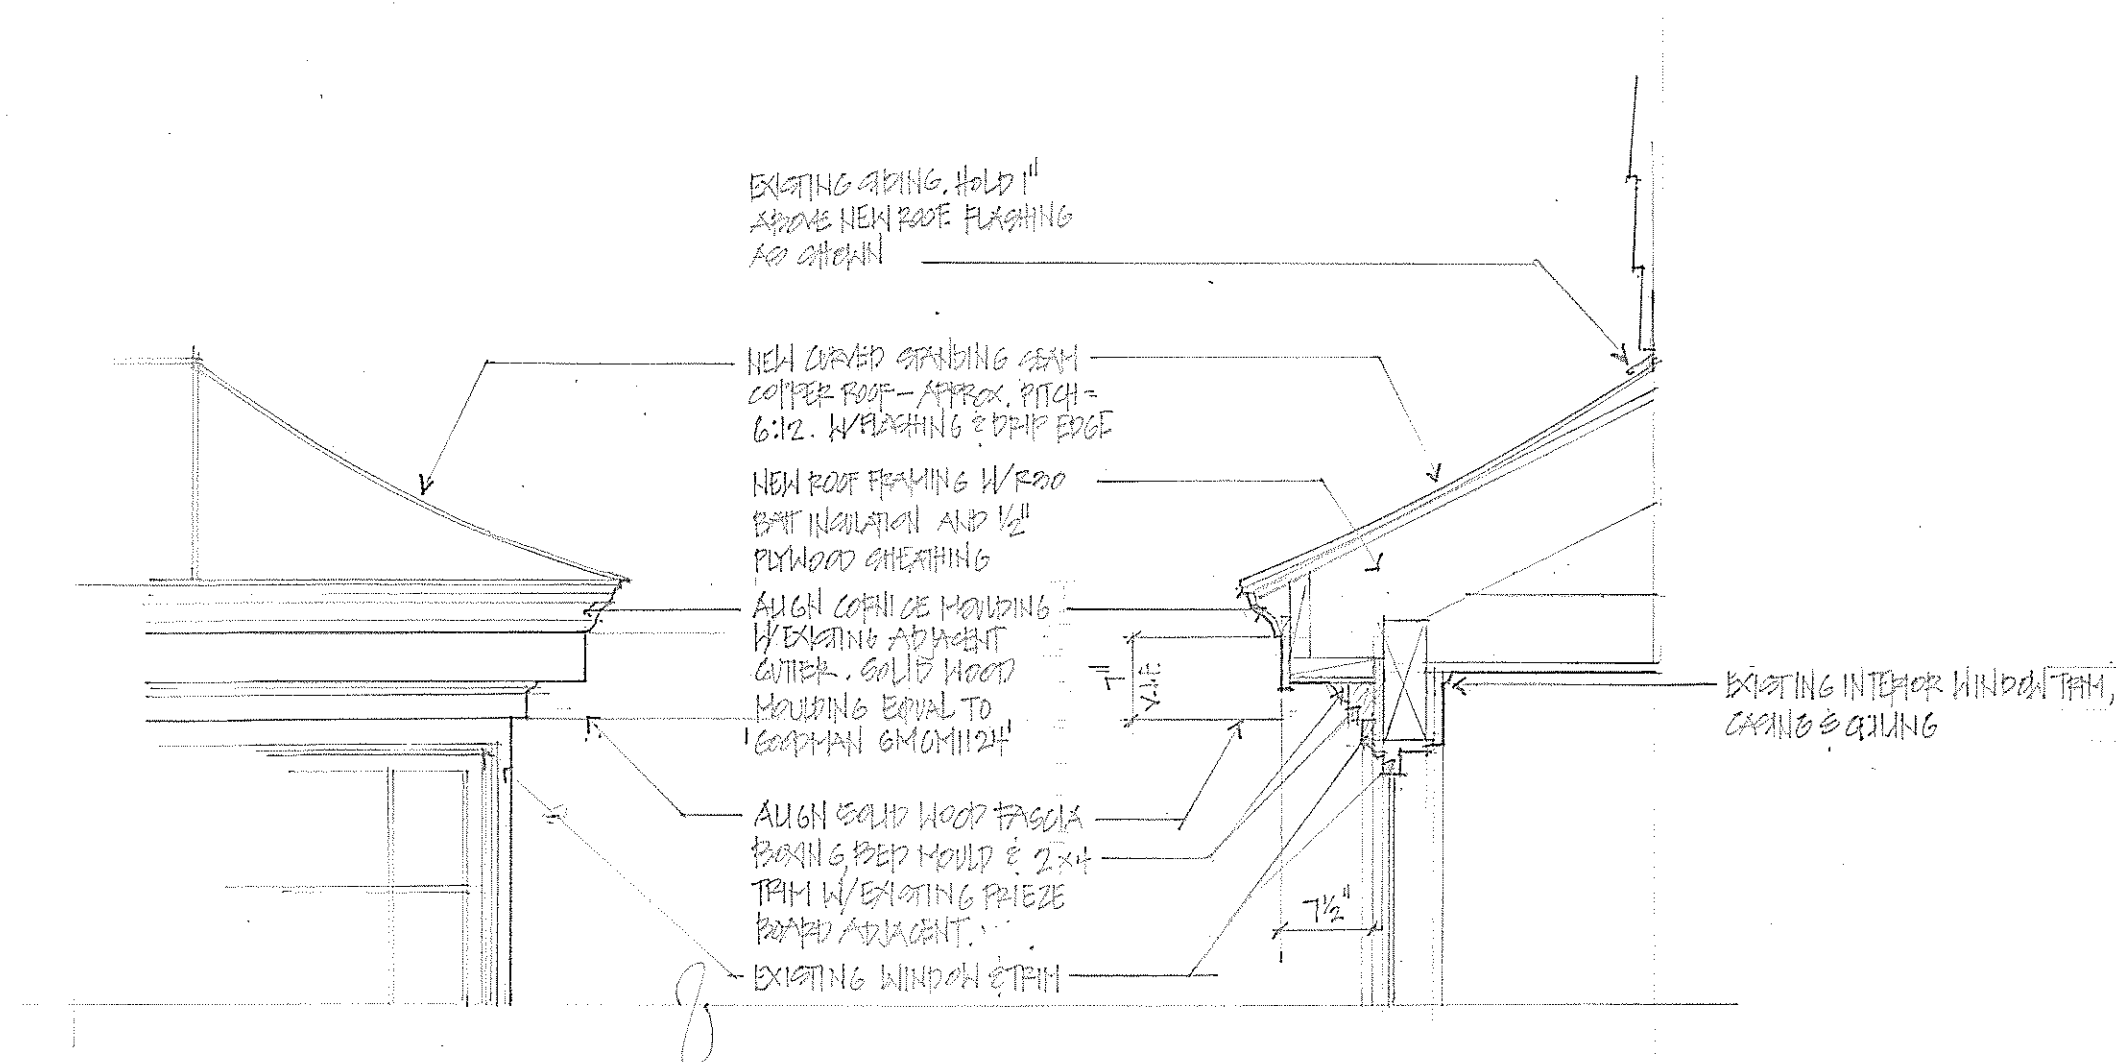 EXISTING SIDING. HOLD 1"
ABOVE NEW ROOF FLASHING
AS SHOWN
NEW CURVED STANDING SEAM
COPPER ROOF - APPROX. PITCH =
6:12. W/FLASHING & DRIP EDGE
NEW ROOF FRAMING W/R30
BATT INSULATION AND 1/2"
PLYWOOD SHEATHING
ALIGN CORNICE MOULDING
W/EXISTING ADJACENT
GUTTER. SOLID WOOD
MOULDING EQUAL TO
'GOODMAN GMCM1124'
ALIGN SOLID WOOD FASCIA
BOXING, BED MOULD & 2x4
TRIM W/EXISTING FRIEZE
BOARD ADJACENT.
EXISTING WINDOW & TRIM
7"
V.I.F.
7 1/2"
EXISTING INTERIOR WINDOW TRIM,
CASING & CEILING